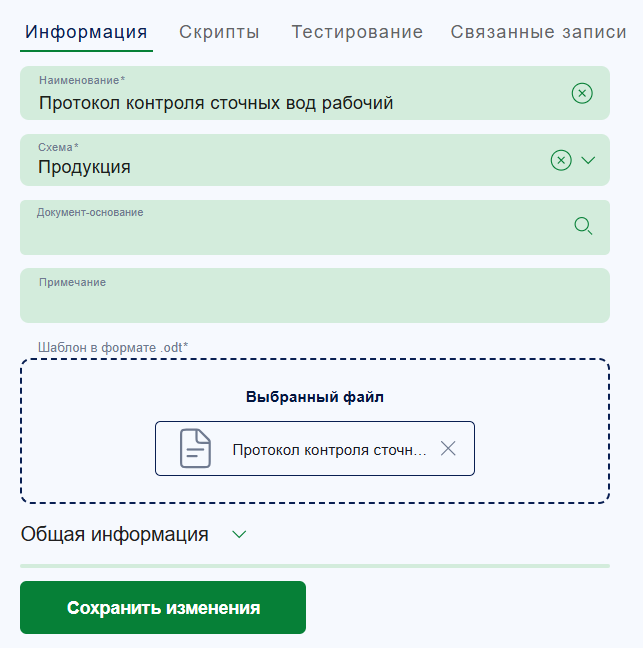 Информация Скрипты Тестирование Связанные записи
Наименование*
Протокол контроля сточных вод рабочий
Схема*
Продукция
Документ-основание
Примечание
Шаблон в формате .odt*
Выбранный файл
Протокол контроля сточн...
Общая информация
Сохранить изменения